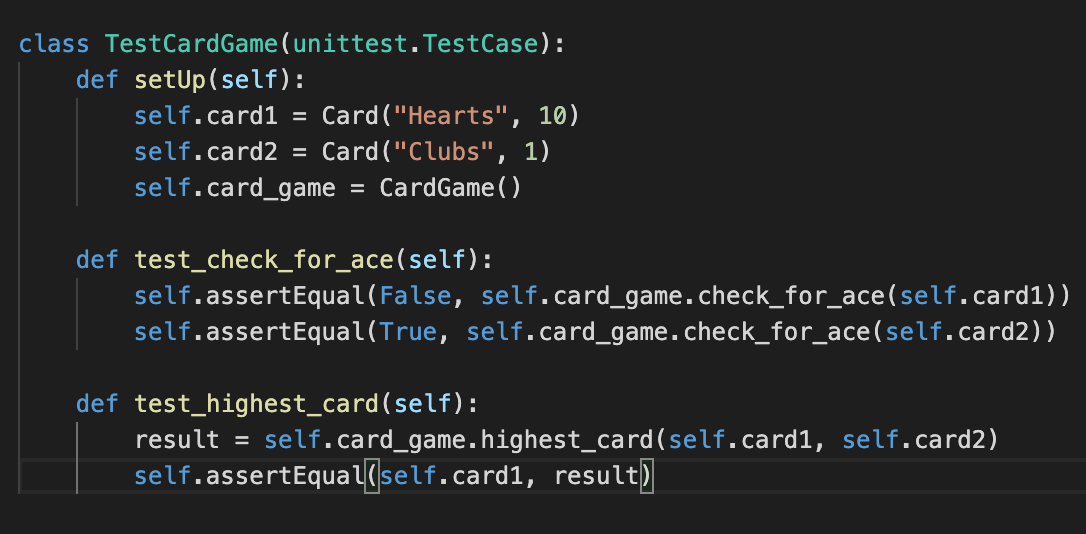 class TestCardGame(unittest.TestCase):
    def setUp(self):
        self.card1 = Card("Hearts", 10)
        self.card2 = Card("Clubs", 1)
        self.card_game = CardGame()

    def test_check_for_ace(self):
        self.assertEqual(False, self.card_game.check_for_ace(self.card1))
        self.assertEqual(True, self.card_game.check_for_ace(self.card2))

    def test_highest_card(self):
        result = self.card_game.highest_card(self.card1, self.card2)
        self.assertEqual(self.card1, result)